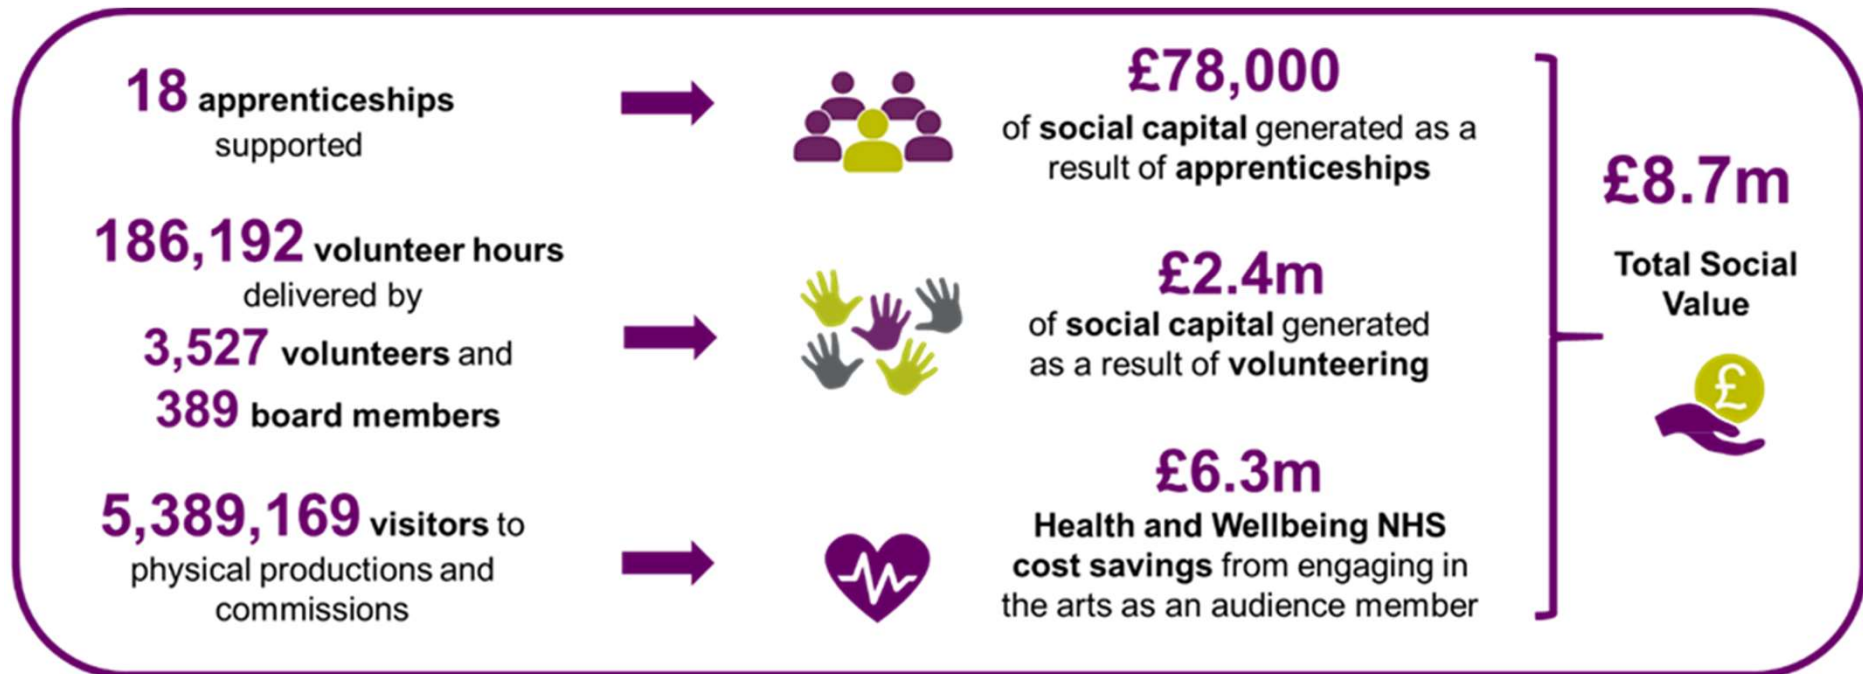 18 apprenticeships
supported
£78,000
of social capital generated as a
result of apprenticeships
186,192 volunteer hours
delivered by
3,527 volunteers and
389 board members
£2.4m
of social capital generated
as a result of volunteering
5,389,169 visitors to
physical productions and
commissions
£6.3m
Health and Wellbeing NHS
cost savings from engaging in
the arts as an audience member
£8.7m
Total Social
Value
£